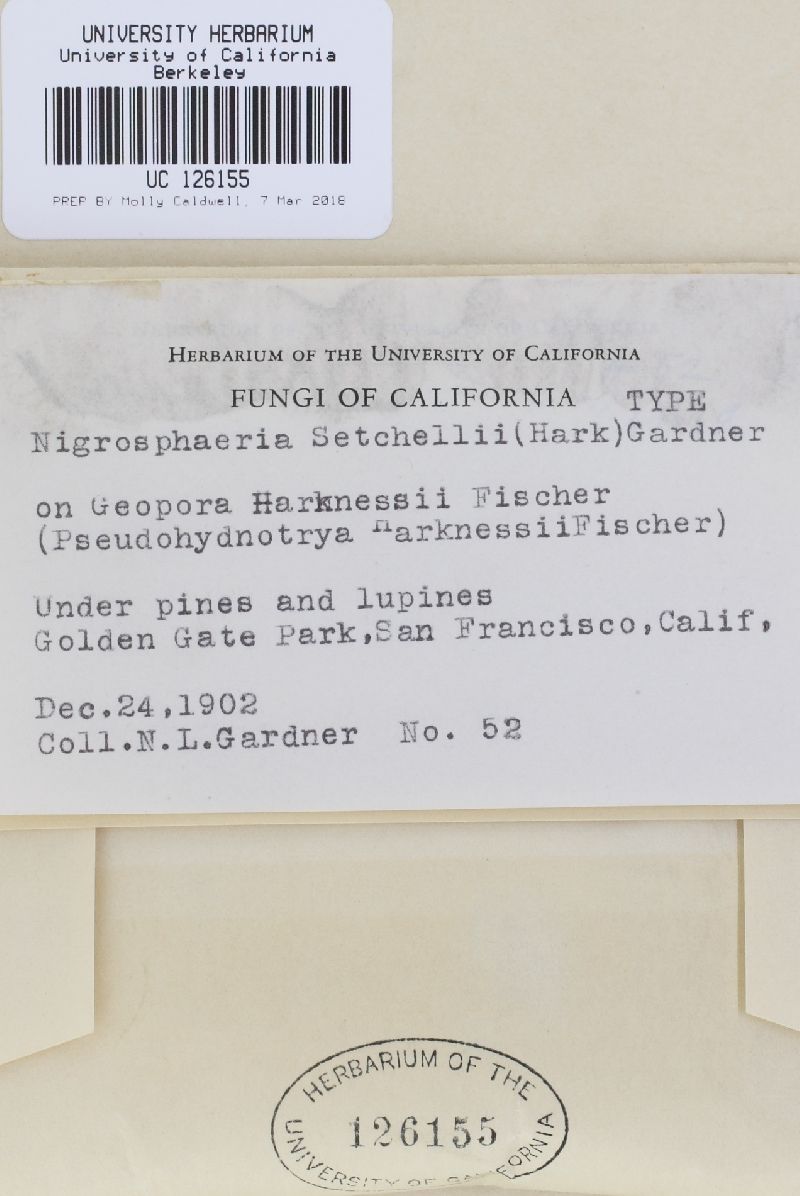 UNIVERSITY HERBARIUM
University of California
Berkeley
UC 126155
PREP BY Molly Caldwell, 7 Mar 2018
HERBARIUM OF THE UNIVERSITY OF CALIFORNIA
FUNGI OF CALIFORNIA TYPE
Nigrosphaeria Setchellii(Hark)Gardner
on Geopora Harknessii Fischer
(Pseudohydnotrya HarknessiiFischer)
Under pines and lupines
Golden Gate Park,San Francisco,Calif,
Dec.24,1902
Coll.N.L.Gardner No. 52
HERBARIUM OF THE
126155
UNIVERSITY OF CALIFORNIA